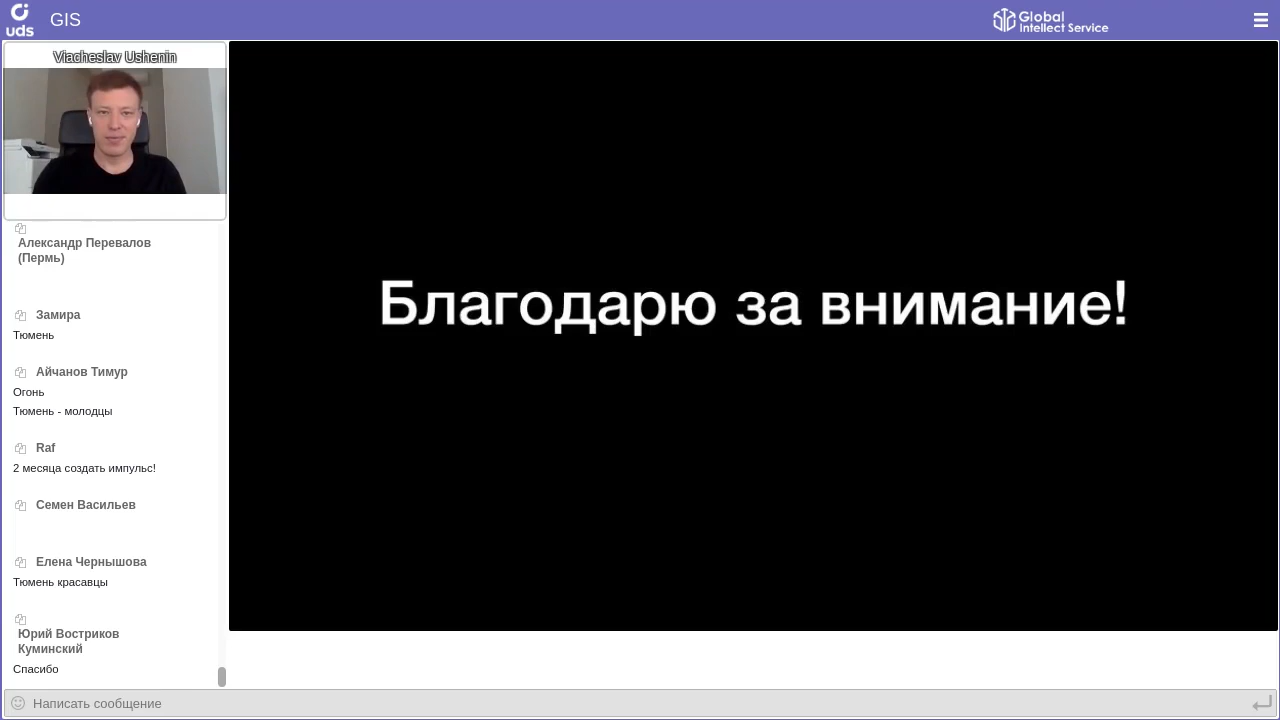 uds
GIS
Global
Intellect Service
Viacheslav Ushenin
Александр Перевалов
(Пермь)
Замира
Тюмень
Айчанов Тимур
Огонь
Тюмень - молодцы
Raf
2 месяца создать импульс!
Семен Васильев
Елена Чернышова
Тюмень красавцы
Юрий Востриков
Куминский
Спасибо
Благодарю за внимание!
Написать сообщение